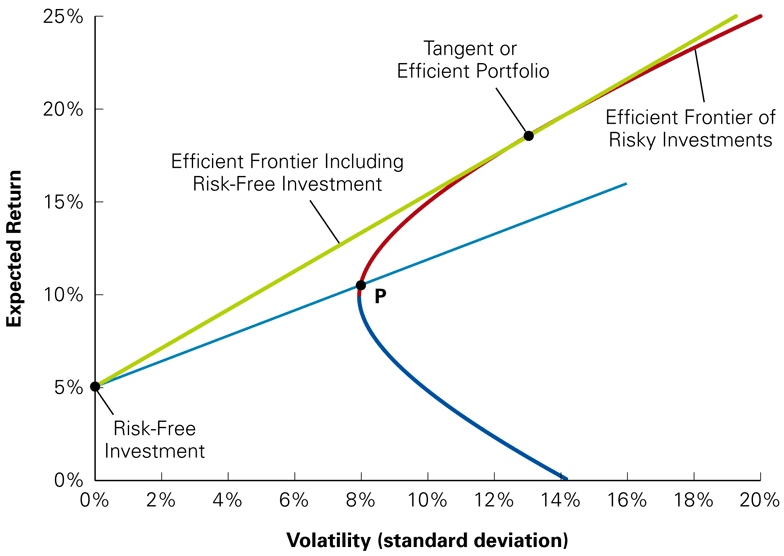 25%
Tangent or
Efficient Portfolio
20%
Efficient Frontier of
Risky Investments
Efficient Frontier Including
Risk-Free Investment
15%
Expected Return
10%
P
5%
Risk-Free
Investment
0%
0% 2% 4% 6% 8% 10% 12% 14% 16% 18% 20%
Volatility (standard deviation)